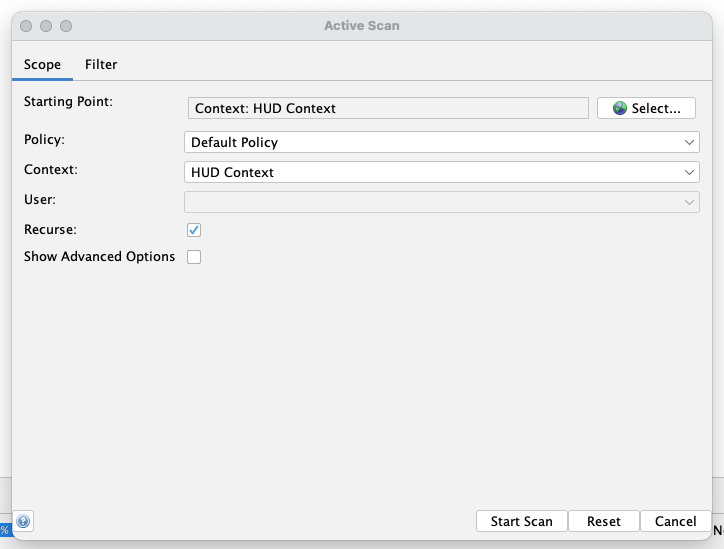 Active Scan
Scope Filter
Starting Point: Context: HUD Context Select...
Policy: Default Policy
Context: HUD Context
User:
Recurse:
Show Advanced Options
Start Scan Reset Cancel
%